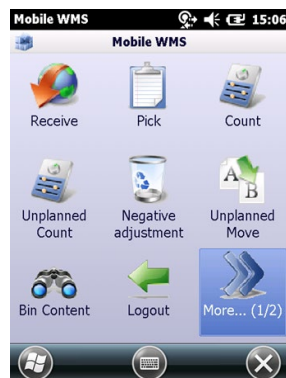 Mobile WMS 15:06
Mobile WMS
Receive Pick Count
Unplanned Count Negative adjustment Unplanned Move
A B
Bin Content Logout More... (1/2)